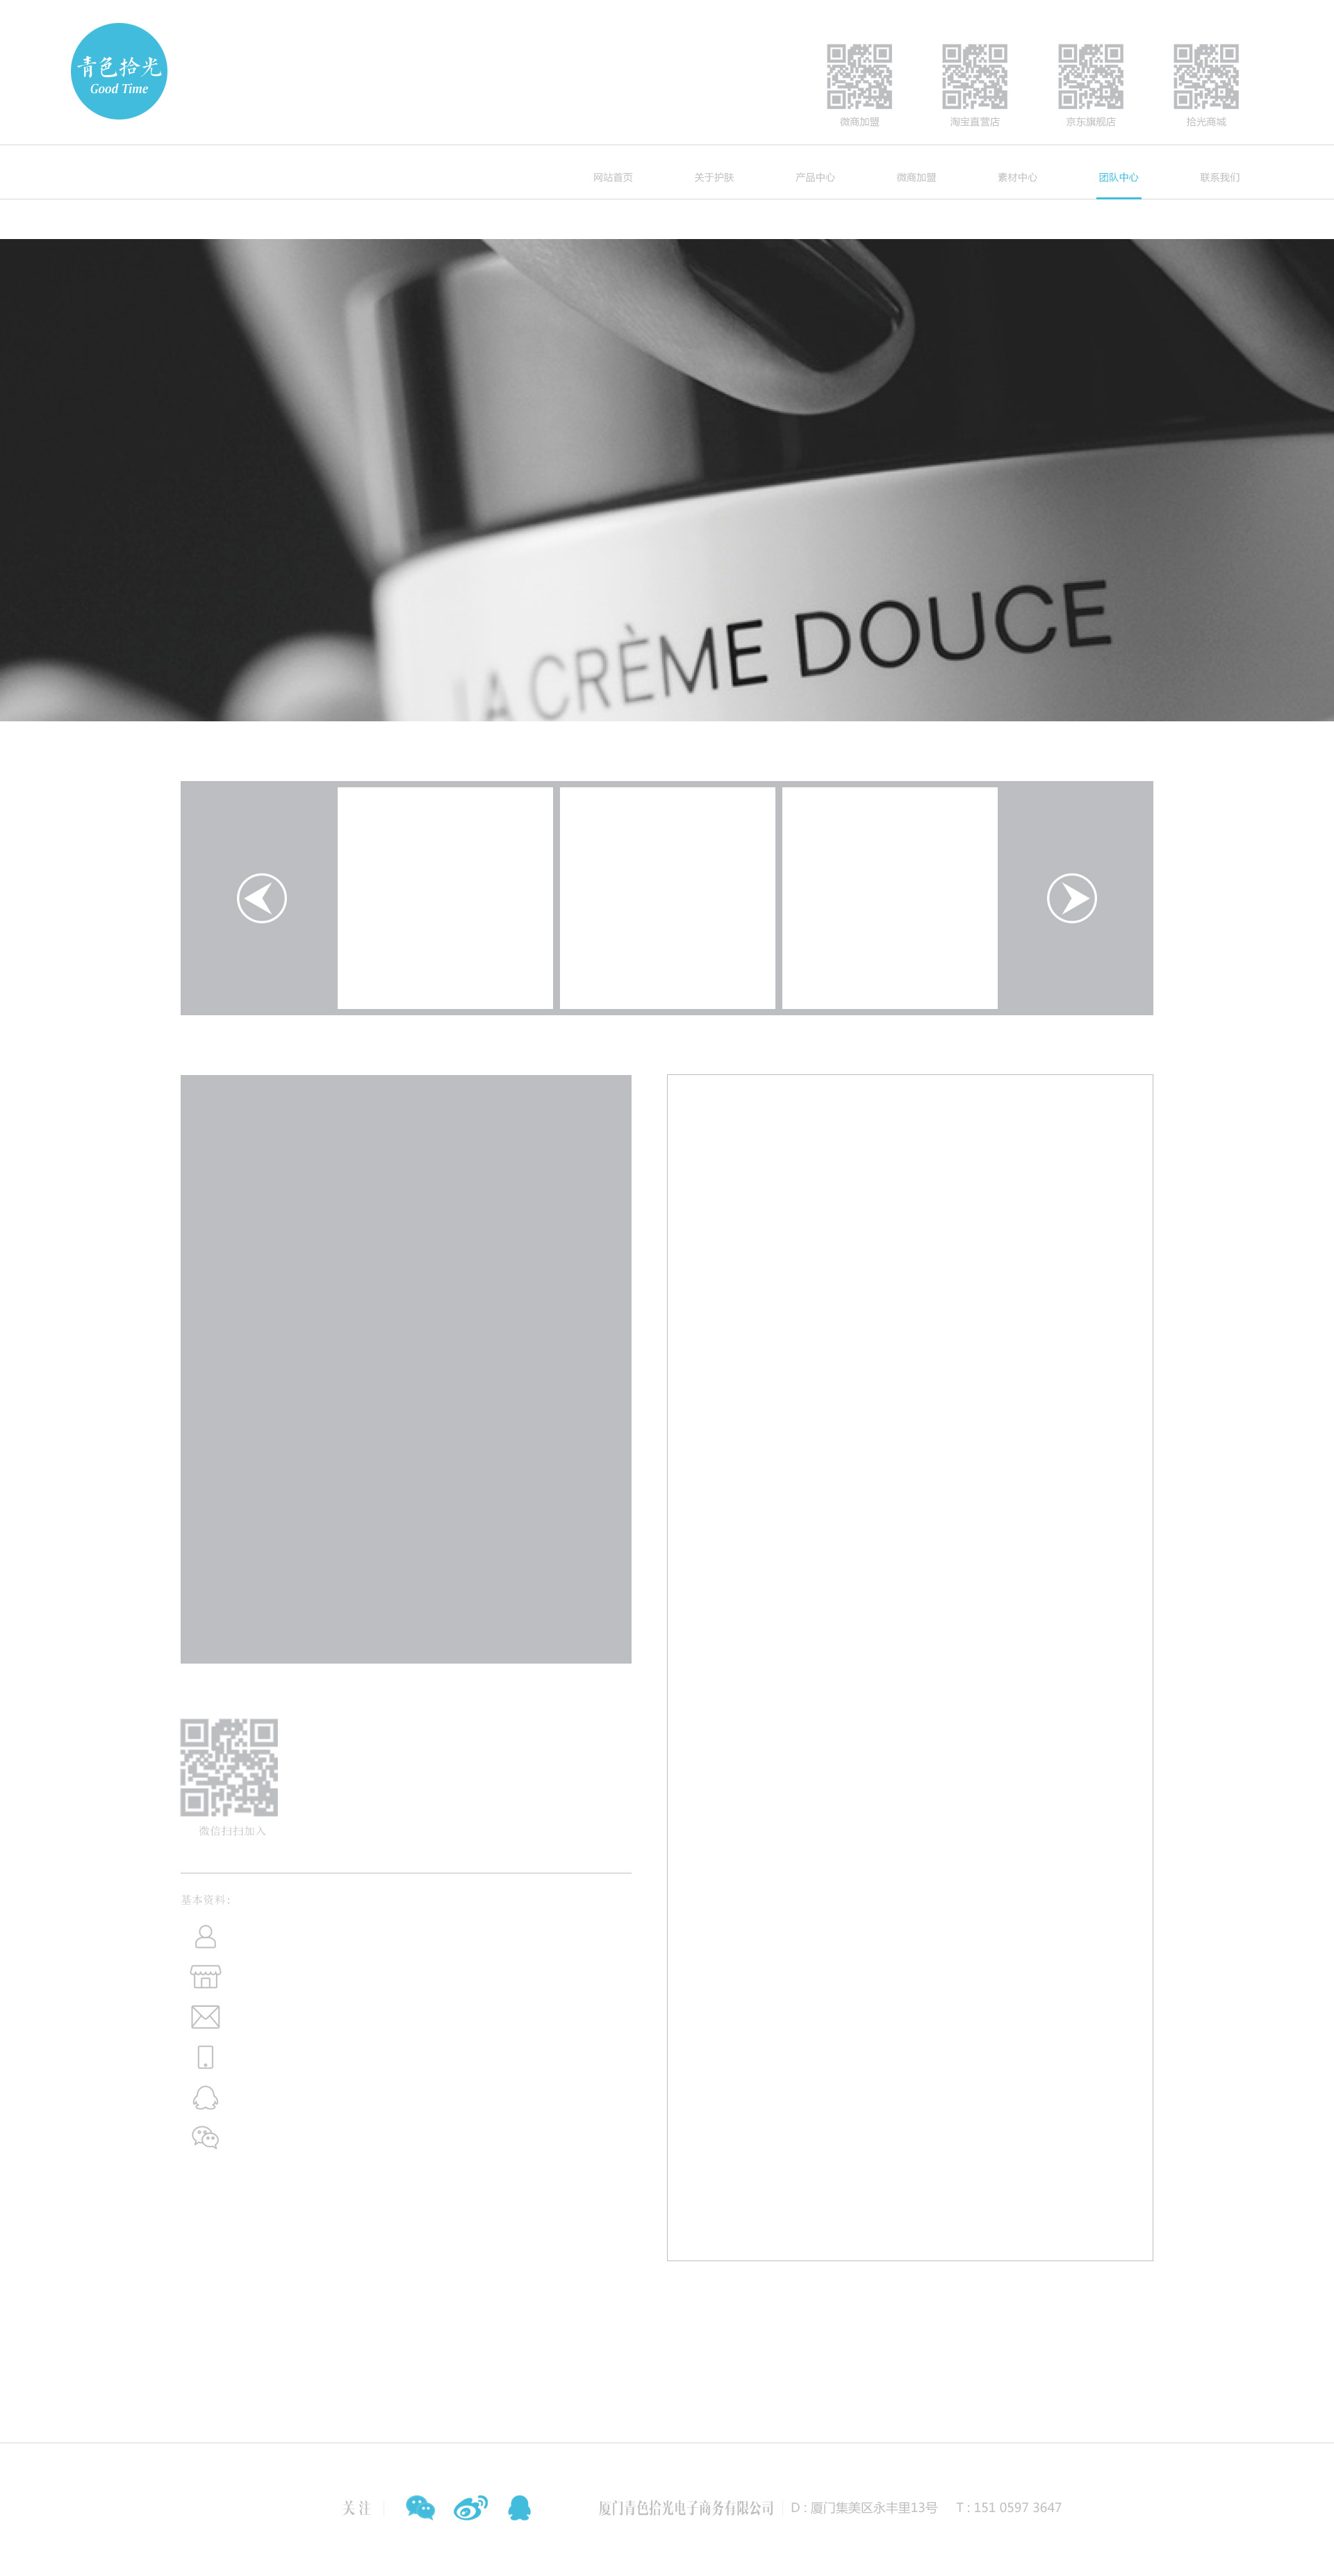 青色拾光
Good Time
微商加盟
淘宝直营店
京东旗舰店
拾光商城
网站首页
关于护肤
产品中心
微商加盟
素材中心
团队中心
联系我们
LA CRÈME DOUCE
微信扫扫加入
基本资料:
关注
厦门青色拾光电子商务有限公司 D : 厦门集美区永丰里13号 T : 151 0597 3647